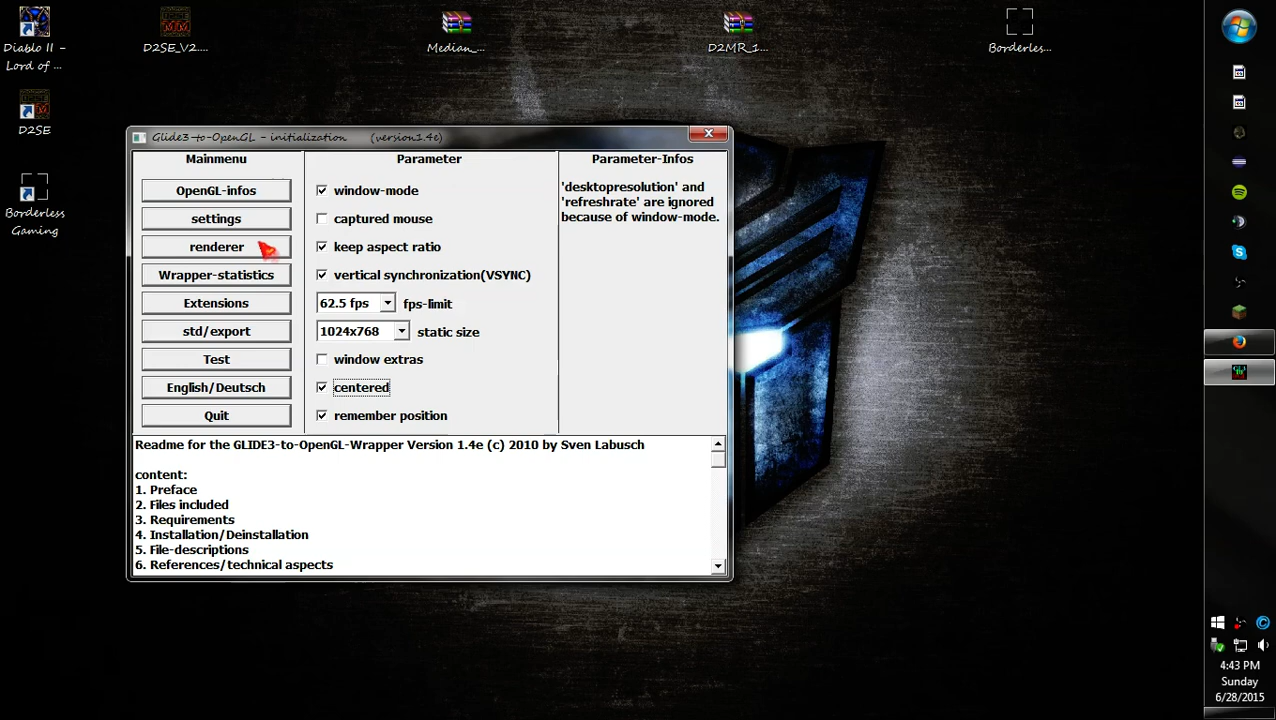 Diablo II -
Lord of ...
D2SE_V2....
Median_...
D2MR_1...
Borderles...
D2SE
Borderless
Gaming
Glide3-to-OpenGL - initialization (version1.4e)
Mainmenu
OpenGL-infos
settings
renderer
Wrapper-statistics
Extensions
std/export
Test
English/Deutsch
Quit
Parameter
window-mode
captured mouse
keep aspect ratio
vertical synchronization(VSYNC)
62.5 fps fps-limit
1024x768 static size
window extras
centered
remember position
Parameter-Infos
'desktopresolution' and
'refreshrate' are ignored
because of window-mode.
Readme for the GLIDE3-to-OpenGL-Wrapper Version 1.4e (c) 2010 by Sven Labusch
content:
1. Preface
2. Files included
3. Requirements
4. Installation/Deinstallation
5. File-descriptions
6. References/technical aspects
4:43 PM
Sunday
6/28/2015